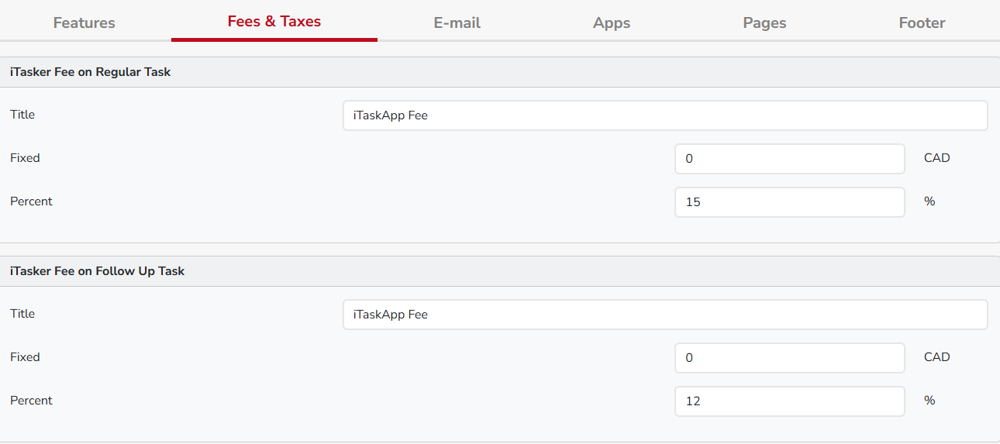 Features Fees & Taxes E-mail Apps Pages Footer
iTasker Fee on Regular Task
Title iTaskApp Fee
Fixed 0 CAD
Percent 15 %
iTasker Fee on Follow Up Task
Title iTaskApp Fee
Fixed 0 CAD
Percent 12 %